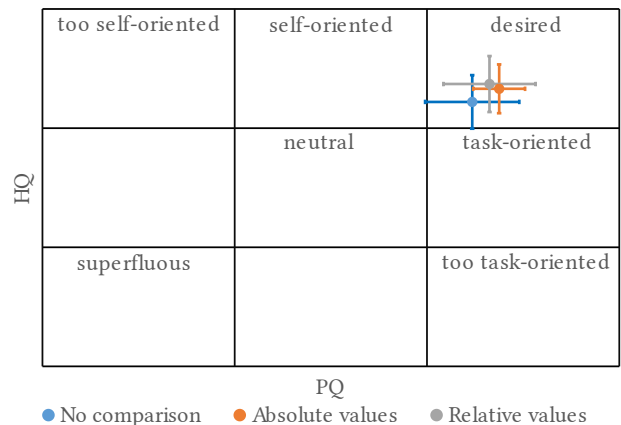 too self-oriented self-oriented desired
neutral task-oriented
HQ
superfluous too task-oriented
PQ
No comparison Absolute values Relative values